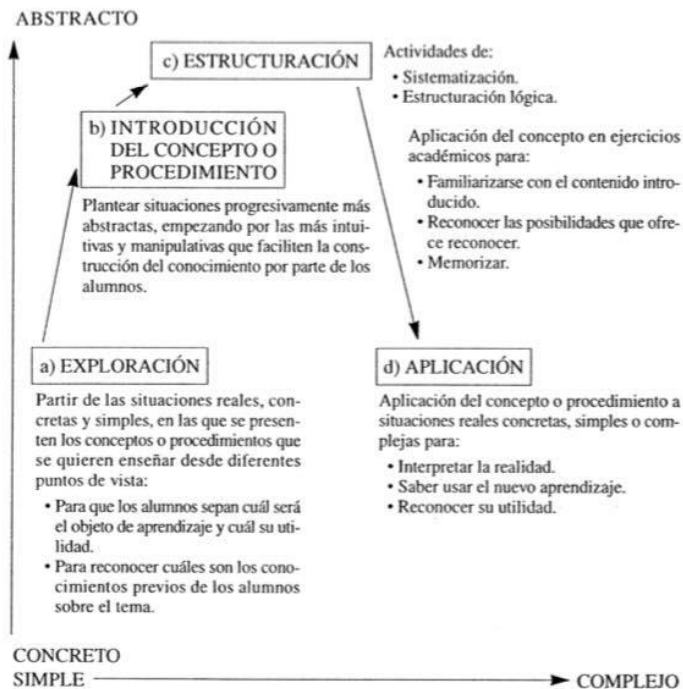 ABSTRACTO
c) ESTRUCTURACIÓN
Actividades de:
• Sistematización.
• Estructuración lógica.
Aplicación del concepto en ejercicios
académicos para:
• Familiarizarse con el contenido intro-
ducido.
• Reconocer las posibilidades que ofre-
ce reconocer.
• Memorizar.
b) INTRODUCCIÓN
DEL CONCEPTO O
PROCEDIMIENTO
Plantear situaciones progresivamente más
abstractas, empezando por las más intui-
tivas y manipulativas que faciliten la cons-
trucción del conocimiento por parte de los
alumnos.
a) EXPLORACIÓN
Partir de las situaciones reales, con-
cretas y simples, en las que se presen-
ten los conceptos o procedimientos que
se quieren enseñar desde diferentes
puntos de vista:
• Para que los alumnos sepan cuál será
el objeto de aprendizaje y cuál su uti-
lidad.
• Para reconocer cuáles son los cono-
cimientos previos de los alumnos
sobre el tema.
d) APLICACIÓN
Aplicación del concepto o procedimiento a
situaciones reales concretas, simples o com-
plejas para:
• Interpretar la realidad.
• Saber usar el nuevo aprendizaje.
• Reconocer su utilidad.
CONCRETO
SIMPLE
COMPLEJO